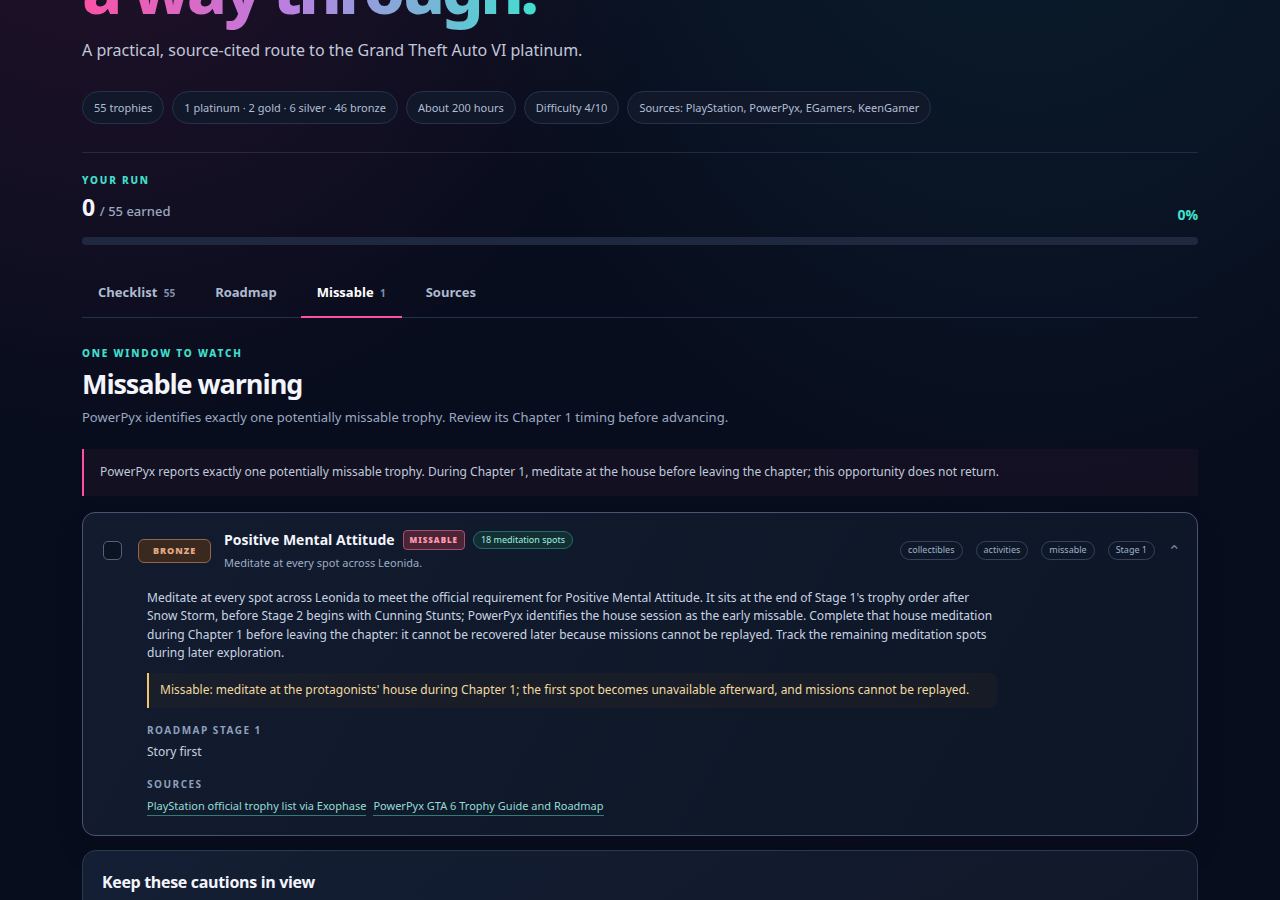 a way through.
A practical, source-cited route to the Grand Theft Auto VI platinum.
55 trophies
1 platinum · 2 gold · 6 silver · 46 bronze
About 200 hours
Difficulty 4/10
Sources: PlayStation, PowerPyx, EGamers, KeenGamer
YOUR RUN
0 / 55 earned
0%
Checklist 55
Roadmap
Missable 1
Sources
ONE WINDOW TO WATCH
Missable warning
PowerPyx identifies exactly one potentially missable trophy. Review its Chapter 1 timing before advancing.
PowerPyx reports exactly one potentially missable trophy. During Chapter 1, meditate at the house before leaving the chapter; this opportunity does not return.
BRONZE
Positive Mental Attitude
MISSABLE
18 meditation spots
Meditate at every spot across Leonida.
collectibles
activities
missable
Stage 1
Meditate at every spot across Leonida to meet the official requirement for Positive Mental Attitude. It sits at the end of Stage 1's trophy order after
Snow Storm, before Stage 2 begins with Cunning Stunts; PowerPyx identifies the house session as the early missable. Complete that house meditation
during Chapter 1 before leaving the chapter: it cannot be recovered later because missions cannot be replayed. Track the remaining meditation spots
during later exploration.
Missable: meditate at the protagonists' house during Chapter 1; the first spot becomes unavailable afterward, and missions cannot be replayed.
ROADMAP STAGE 1
Story first
SOURCES
PlayStation official trophy list via Exophase
PowerPyx GTA 6 Trophy Guide and Roadmap
Keep these cautions in view